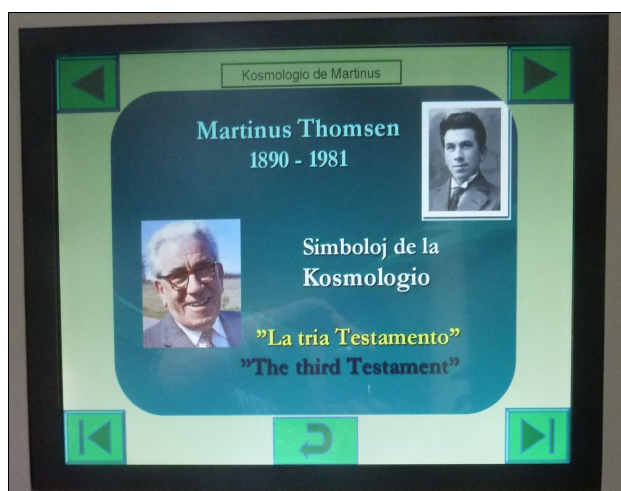 Kosmologio de Martinus
Martinus Thomsen
1890 - 1981
Simboloj de la
Kosmologio
”La tria Testamento”
”The third Testament”